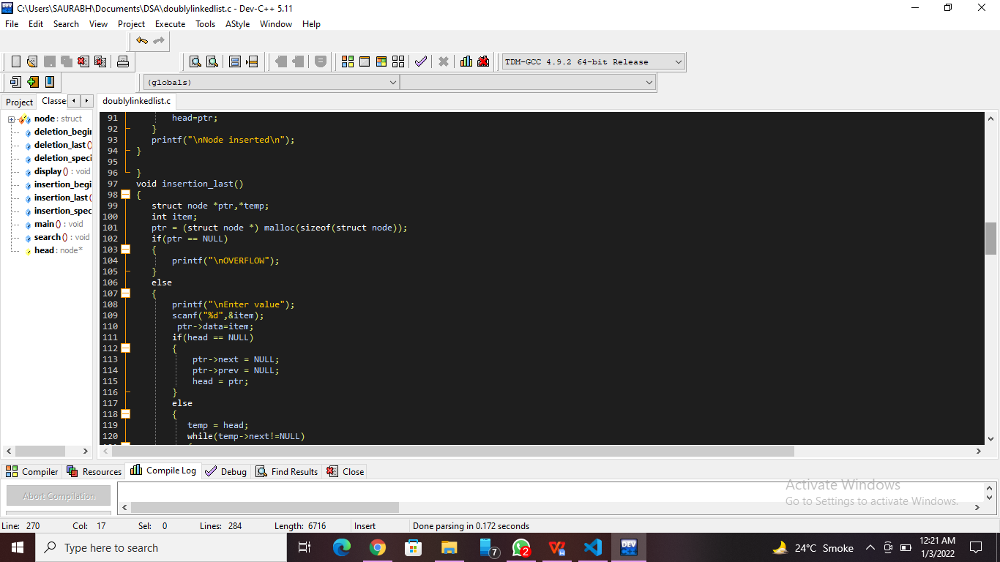 C:\Users\SAURABH\Documents\DSA\doublylinkedlist.c - Dev-C++ 5.11
File Edit Search View Project Execute Tools AStyle Window Help
TDM-GCC 4.9.2 64-bit Release
(globals)
Project Classe doublylinkedlist.c
node : struct
deletion_begin
deletion_last ()
deletion_speci
display () : void
insertion_begi
insertion_last (
insertion_spec
main () : void
search () : void
head : node*
91 head=ptr;
92 }
93 printf("\nNode inserted\n");
94 }
95
96 }
97 void insertion_last()
98 {
99 struct node *ptr,*temp;
100 int item;
101 ptr = (struct node *) malloc(sizeof(struct node));
102 if(ptr == NULL)
103 {
104 printf("\nOVERFLOW");
105 }
106 else
107 {
108 printf("\nEnter value");
109 scanf("%d",&item);
110 ptr->data=item;
111 if(head == NULL)
112 {
113 ptr->next = NULL;
114 ptr->prev = NULL;
115 head = ptr;
116 }
117 else
118 {
119 temp = head;
120 while(temp->next!=NULL)
Compiler Resources Compile Log Debug Find Results Close
Abort Compilation
Activate Windows
Go to Settings to activate Windows.
Line: 270 Col: 17 Sel: 0 Lines: 284 Length: 6716 Insert Done parsing in 0.172 seconds
Type here to search
7
2
DEV
24°C Smoke
12:21 AM
1/3/2022